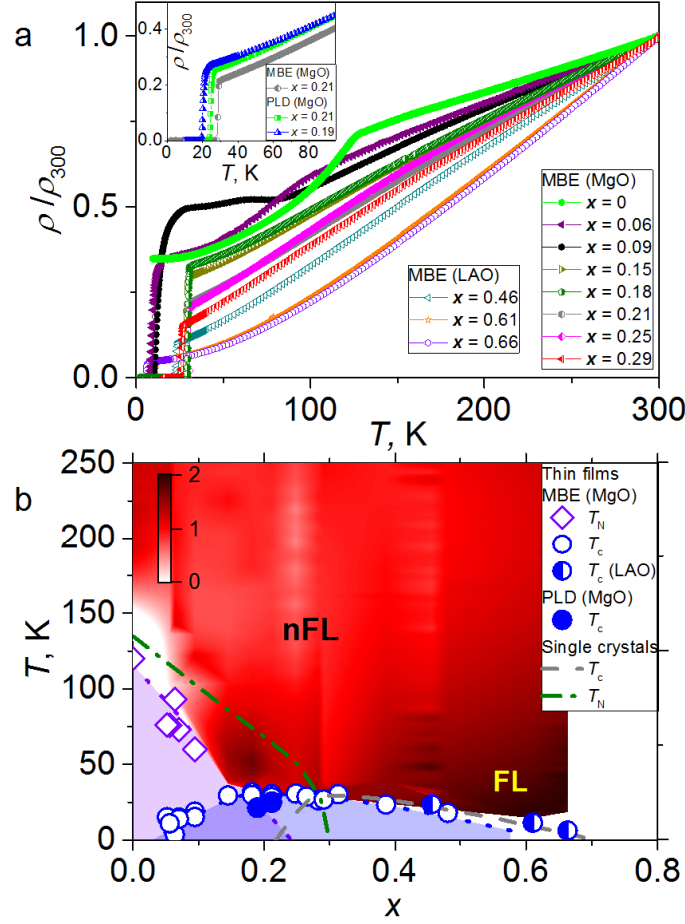 a
ρ /ρ300
1.0
0.5
0.0
0
100
200
300
T, K
ρ /ρ300
0.4
0.2
0.0
0
20
40
60
80
T, K
MBE (MgO)
x = 0.21
PLD (MgO)
x = 0.21
x = 0.19
MBE (LAO)
x = 0.46
x = 0.61
x = 0.66
MBE (MgO)
x = 0
x = 0.06
x = 0.09
x = 0.15
x = 0.18
x = 0.21
x = 0.25
x = 0.29
b
T, K
250
200
150
100
50
0
2
1
0
nFL
FL
Thin films
MBE (MgO)
TN
Tc
Tc (LAO)
PLD (MgO)
Tc
Single crystals
Tc
TN
0.0
0.2
0.4
0.6
0.8
x